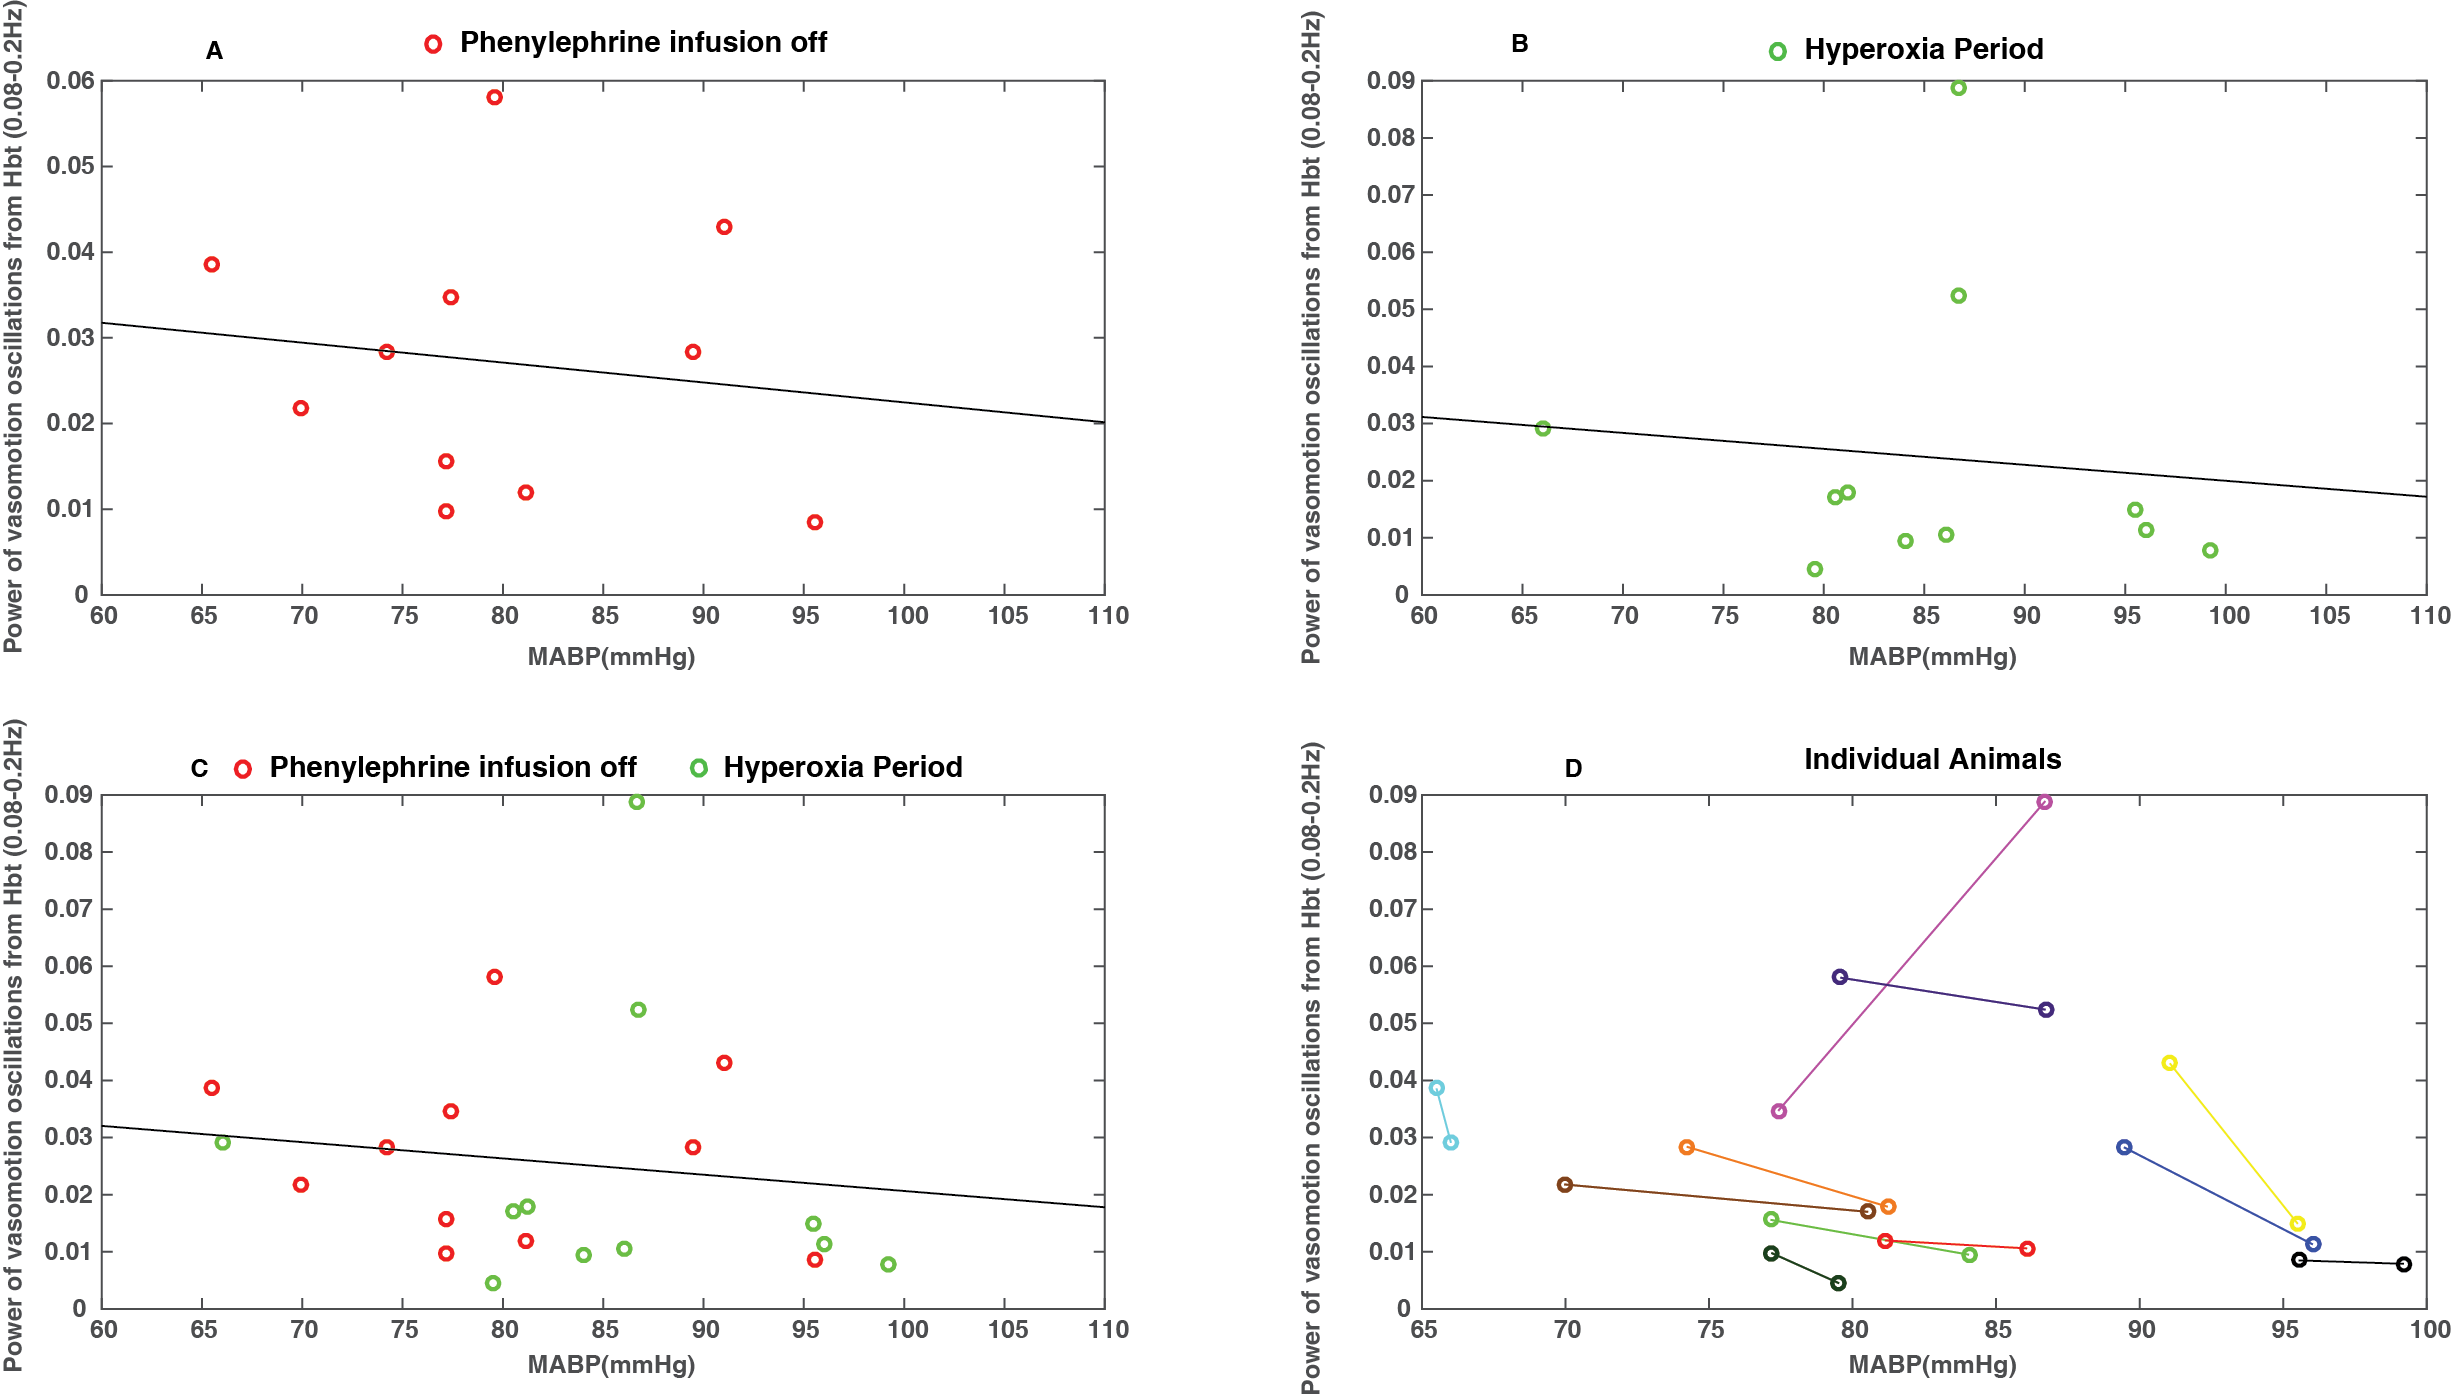 A
Phenylephrine infusion off
Power of vasomotion oscillations from Hbt (0.08-0.2Hz)
0.06
0.05
0.04
0.03
0.02
0.01
0
60 65 70 75 80 85 90 95 100 105 110
MABP(mmHg)
B
Hyperoxia Period
Power of vasomotion oscillations from Hbt (0.08-0.2Hz)
0.09
0.08
0.07
0.06
0.05
0.04
0.03
0.02
0.01
0
60 65 70 75 80 85 90 95 100 105 110
MABP(mmHg)
C
Phenylephrine infusion off
Hyperoxia Period
Power of vasomotion oscillations from Hbt (0.08-0.2Hz)
0.09
0.08
0.07
0.06
0.05
0.04
0.03
0.02
0.01
0
60 65 70 75 80 85 90 95 100 105 110
MABP(mmHg)
D
Individual Animals
Power of vasomotion oscillations from Hbt (0.08-0.2Hz)
0.09
0.08
0.07
0.06
0.05
0.04
0.03
0.02
0.01
0
65 70 75 80 85 90 95 100
MABP(mmHg)